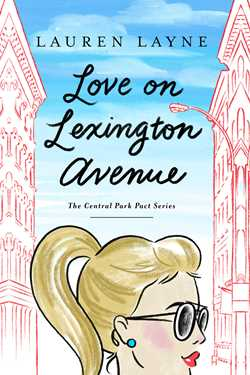 LAUREN LAYNE
Love on
Lexington
Avenue
The Central Park Pact Series